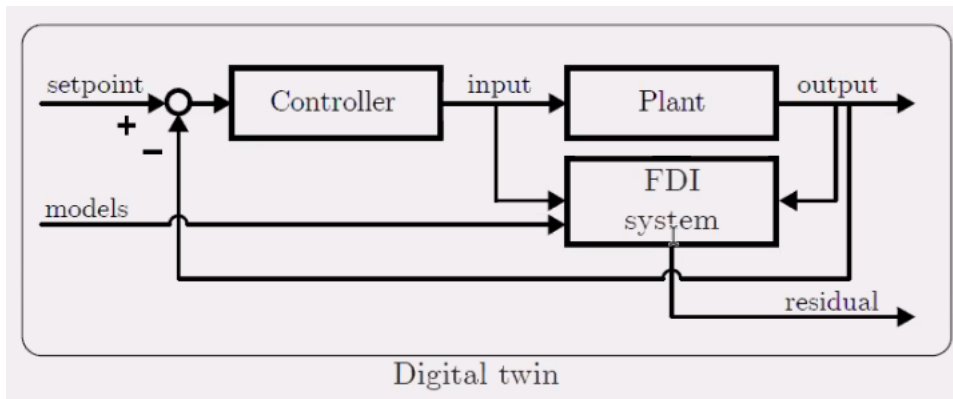 setpoint
+
−
Controller
input
Plant
output
FDI
system
models
residual
Digital twin